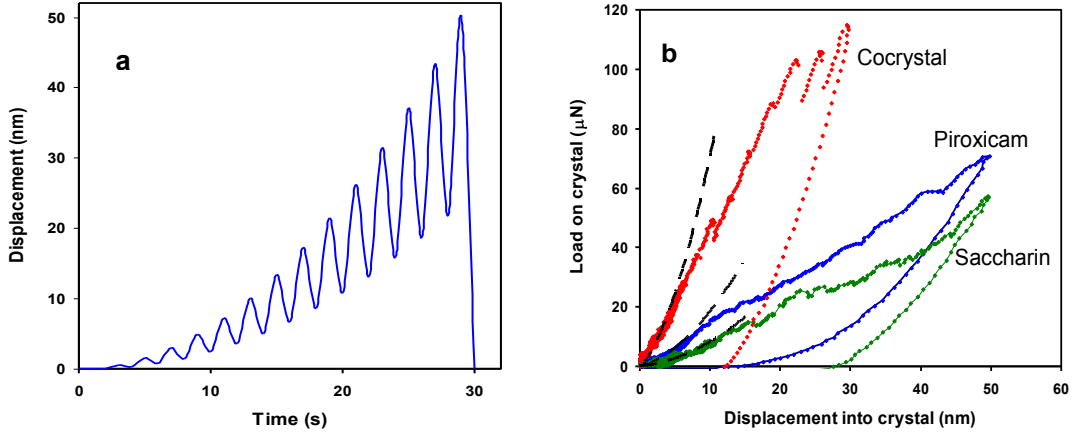 a
Displacement (nm)
50
40
30
20
10
0
0
10
20
30
Time (s)
b
Load on crystal (μN)
120
100
80
60
40
20
0
0
10
20
30
40
50
60
Displacement into crystal (nm)
Cocrystal
Piroxicam
Saccharin